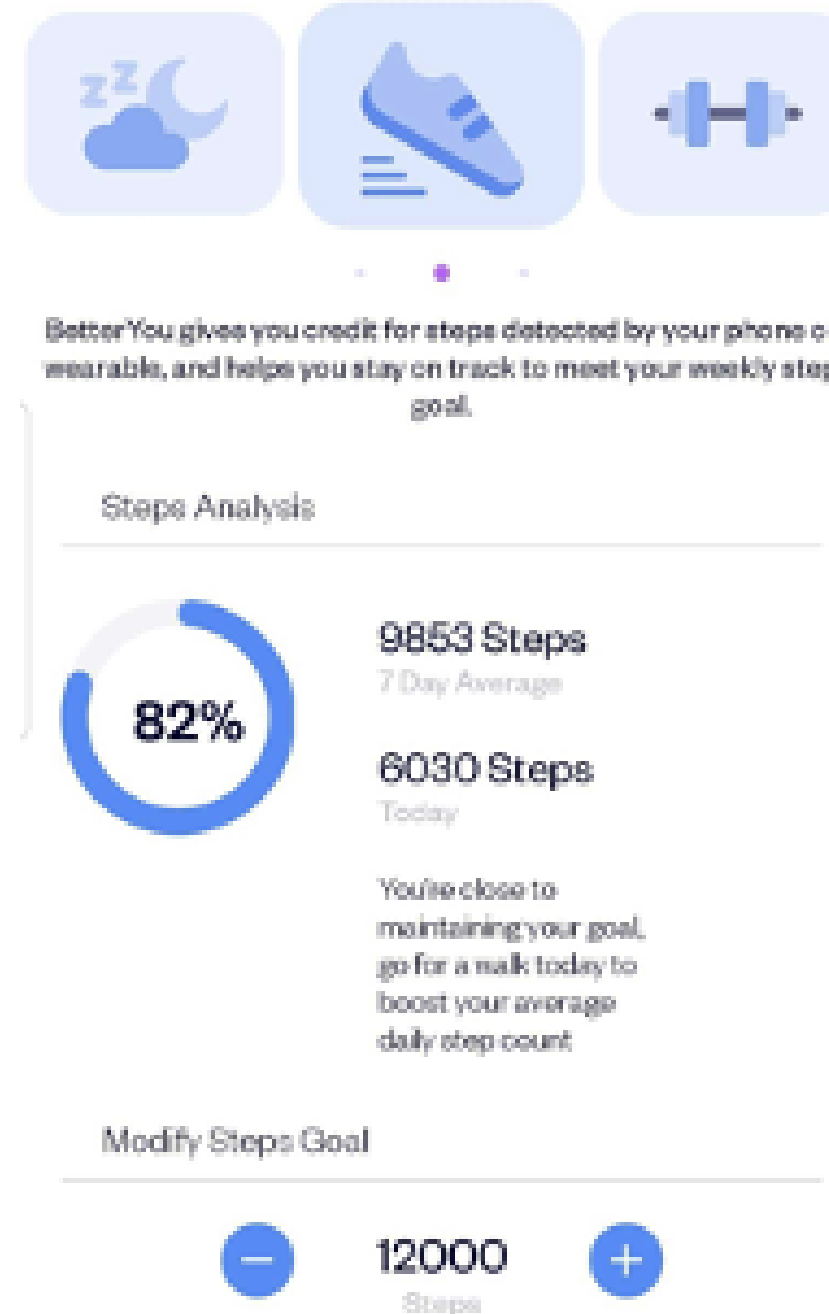 z z
BetterYou gives you credit for steps detected by your phone
wearable, and helps you stay on track to meet your weekly step
goal.
Steps Analysis
82%
9853 Steps
7 Day Average
6030 Steps
Today
You're close to
maintaining your goal,
go for a walk today to
boost your average
daily step count
Modify Steps Goal
12000
Steps